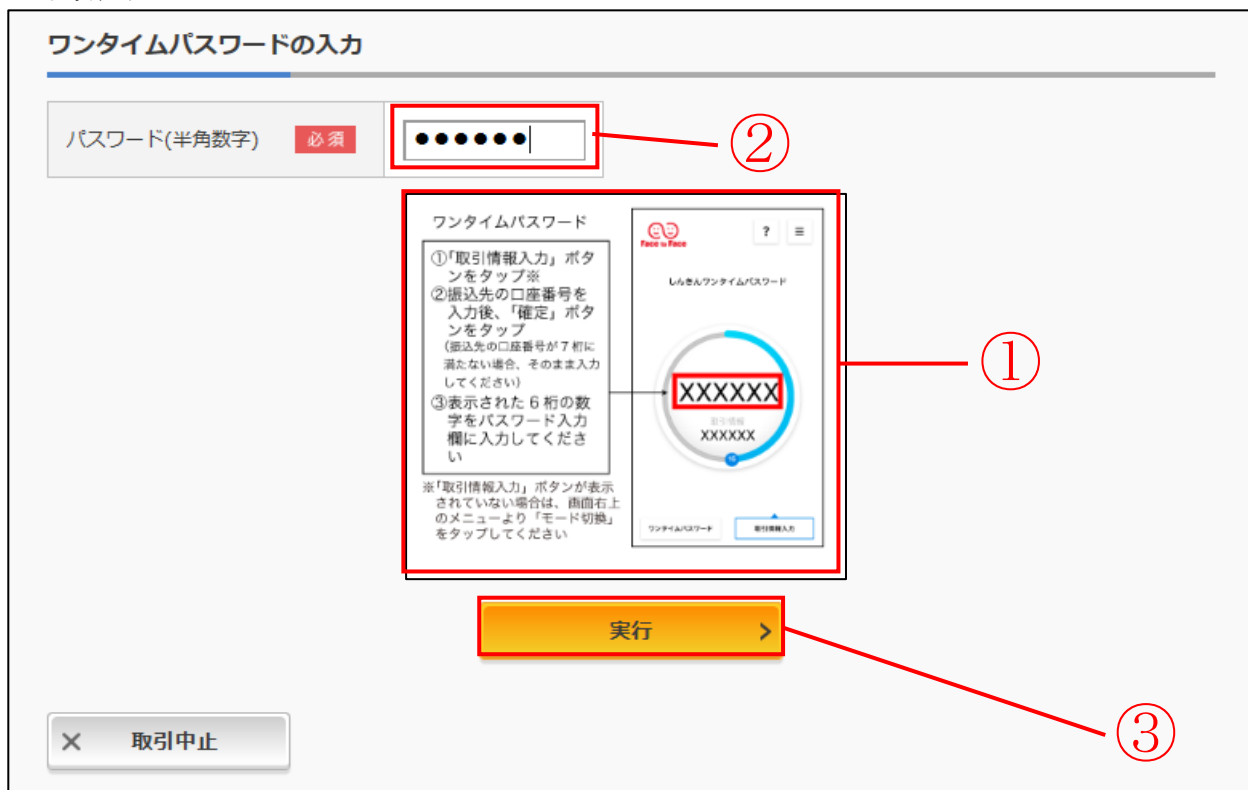 ワンタイムパスワードの入力
パスワード(半角数字) 必須 ●●●●●●
②
ワンタイムパスワード
①「取引情報入力」ボタ
ンをタップ※
②振込先の口座番号を
入力後、「確定」ボタ
ンをタップ
(振込先の口座番号が7桁に
満たない場合、そのまま入力
してください)
③表示された6桁の数
字をパスワード入力
欄に入力してくださ
い
※「取引情報入力」ボタンが表示
されていない場合は、画面右上
のメニューより「モード切換」
をタップしてください
Face to Face
? ≡
しんきんワンタイムパスワード
XXXXXX
取引情報
XXXXXX
ワンタイムパスワード 取引情報入力
①
実行 >
③
× 取引中止